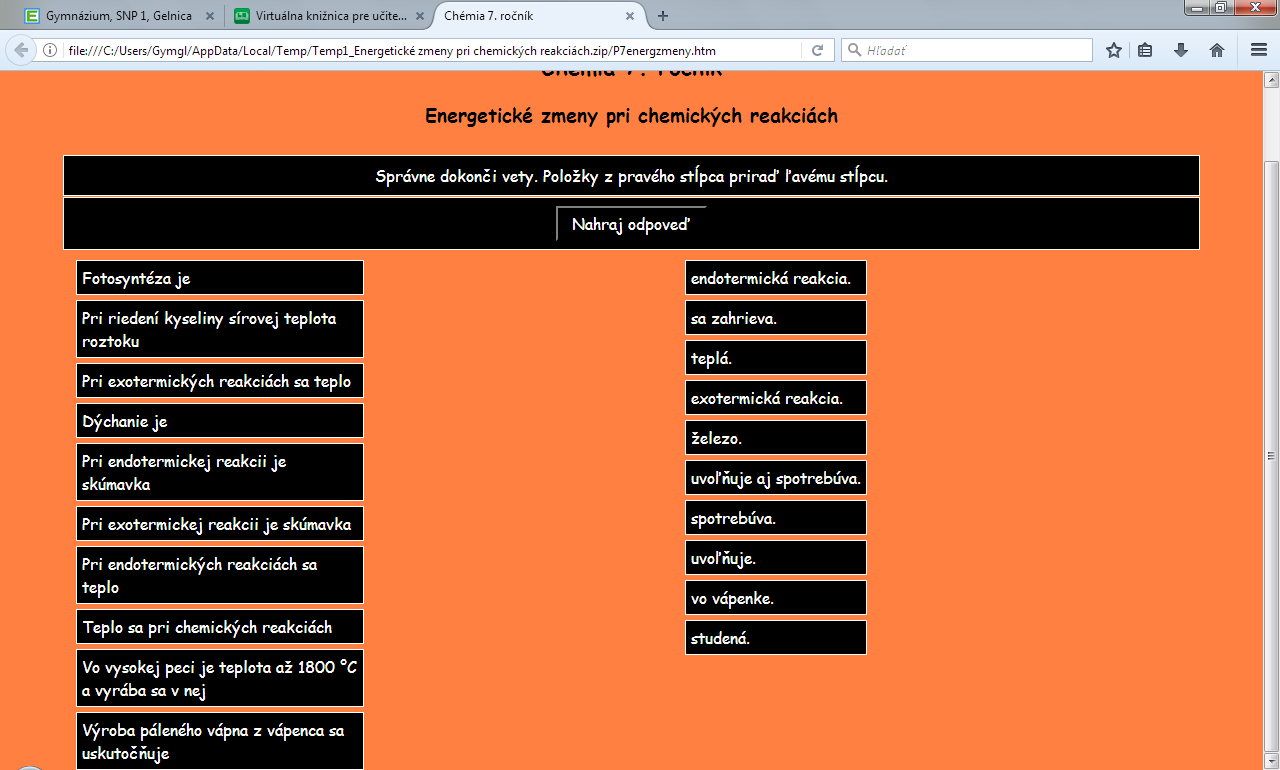 Gymnázium, SNP 1, Gelnica
Virtuálna knižnica pre učite...
Chémia 7. ročník
file:///C:/Users/Gymgl/AppData/Local/Temp/Temp1_Energetické zmeny pri chemických reakciách.zip/P7energzmeny.htm
Hľadať
Chémia 7. ročník
Energetické zmeny pri chemických reakciách
Správne dokonči vety. Položky z pravého stĺpca priraď ľavému stĺpcu.
Nahraj odpoveď
Fotosyntéza je
Pri riedení kyseliny sírovej teplota
roztoku
Pri exotermických reakciách sa teplo
Dýchanie je
Pri endotermickej reakcii je
skúmavka
Pri exotermickej reakcii je skúmavka
Pri endotermických reakciách sa
teplo
Teplo sa pri chemických reakciách
Vo vysokej peci je teplota až 1800 °C
a vyrába sa v nej
Výroba páleného vápna z vápenca sa
uskutočňuje
endotermická reakcia.
sa zahrieva.
teplá.
exotermická reakcia.
železo.
uvoľňuje aj spotrebúva.
spotrebúva.
uvoľňuje.
vo vápenke.
studená.